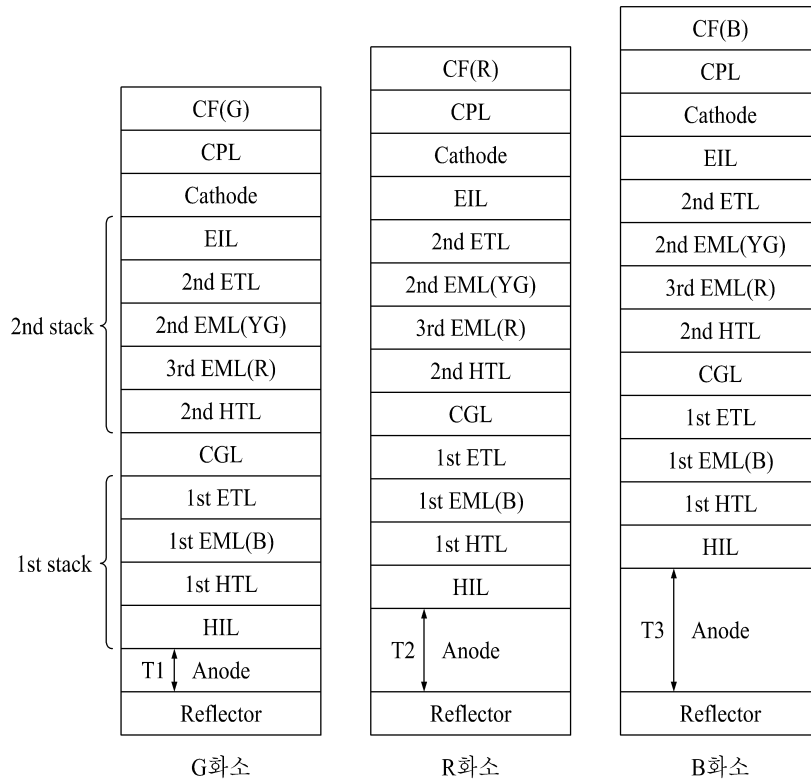 CF(G)
CPL
Cathode
EIL
2nd ETL
2nd EML(YG)
3rd EML(R)
2nd HTL
CGL
1st ETL
1st EML(B)
1st HTL
HIL
T1
Anode
Reflector
2nd stack
1st stack
G화소
CF(R)
CPL
Cathode
EIL
2nd ETL
2nd EML(YG)
3rd EML(R)
2nd HTL
CGL
1st ETL
1st EML(B)
1st HTL
HIL
T2
Anode
Reflector
R화소
CF(B)
CPL
Cathode
EIL
2nd ETL
2nd EML(YG)
3rd EML(R)
2nd HTL
CGL
1st ETL
1st EML(B)
1st HTL
HIL
T3
Anode
Reflector
B화소